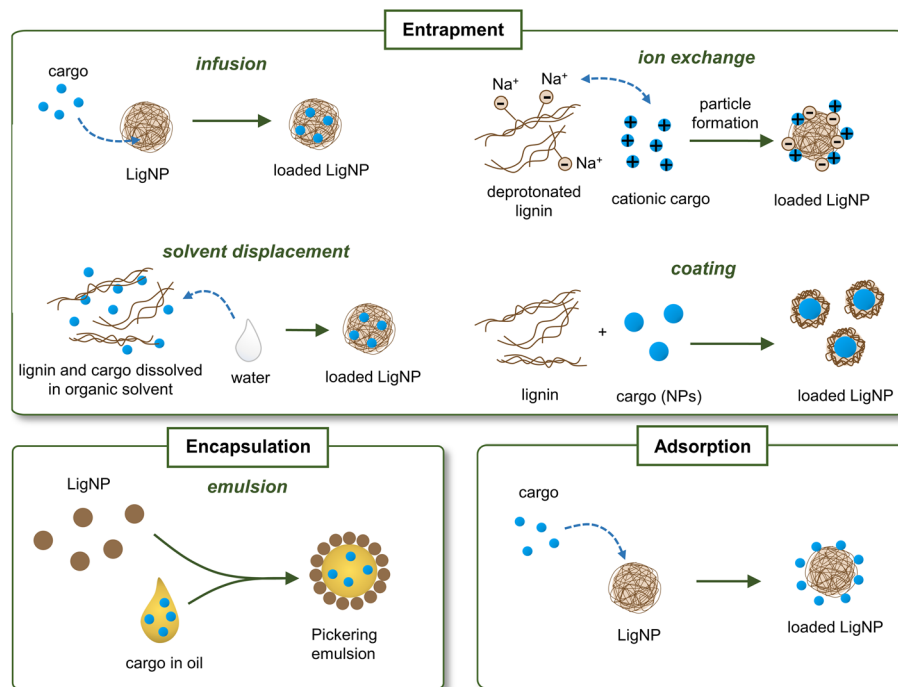 Entrapment
infusion
cargo
LigNP
loaded LigNP
ion exchange
Na⁺
Na⁺
Na⁺
deprotonated
lignin
cationic cargo
particle
formation
loaded LigNP
solvent displacement
lignin and cargo dissolved
in organic solvent
water
loaded LigNP
coating
lignin
+
cargo (NPs)
loaded LigNP
Encapsulation
emulsion
LigNP
cargo in oil
Pickering
emulsion
Adsorption
cargo
LigNP
loaded LigNP